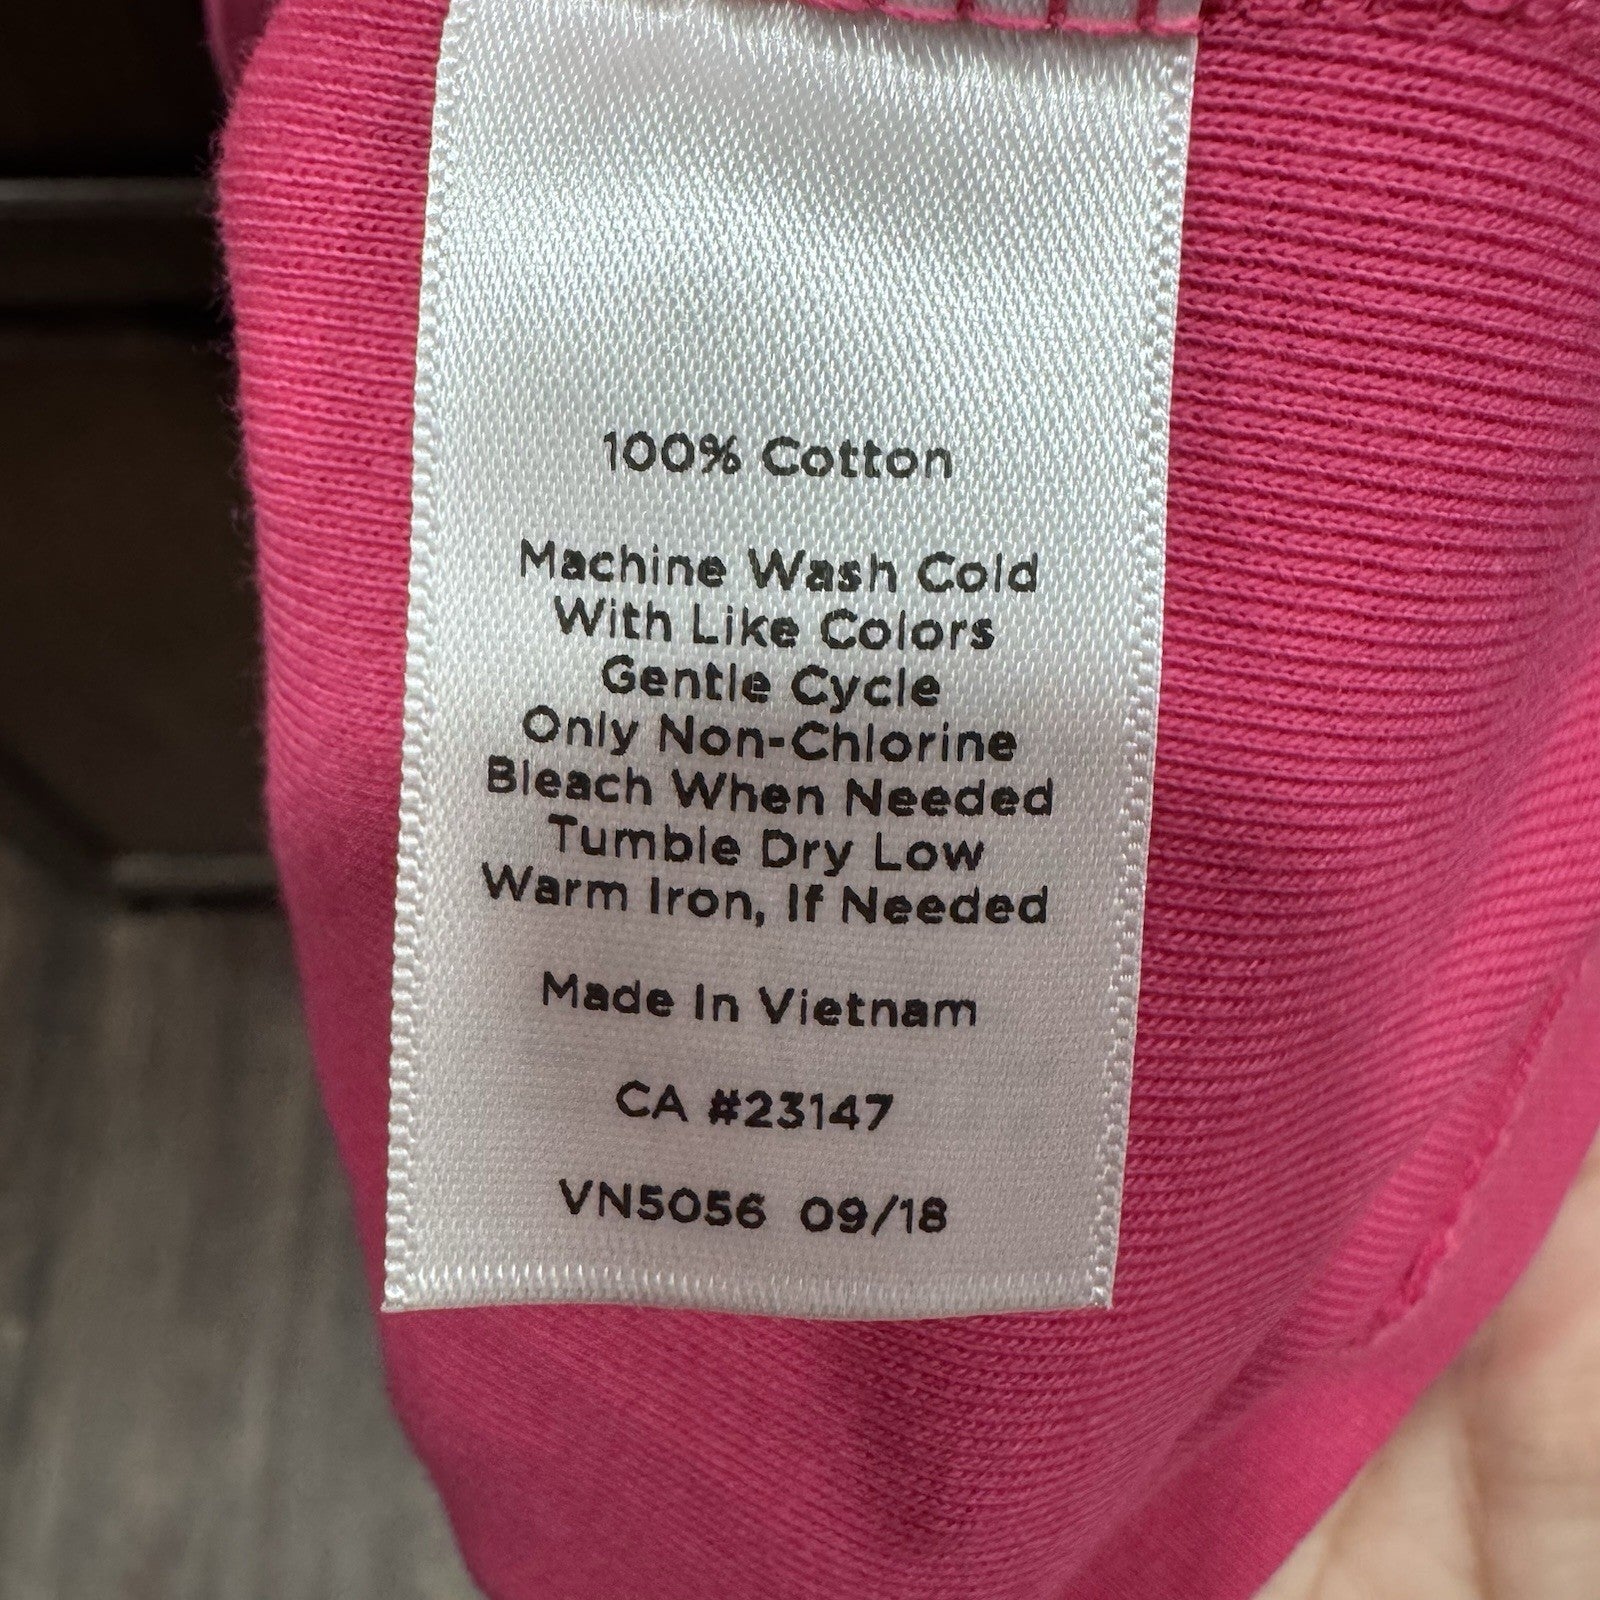 100% Cotton
Machine Wash Cold
With Like Colors
Gentle Cycle
Only Non-Chlorine
Bleach When Needed
Tumble Dry Low
Warm Iron, If Needed
Made In Vietnam
CA #23147
VN5056 09/18